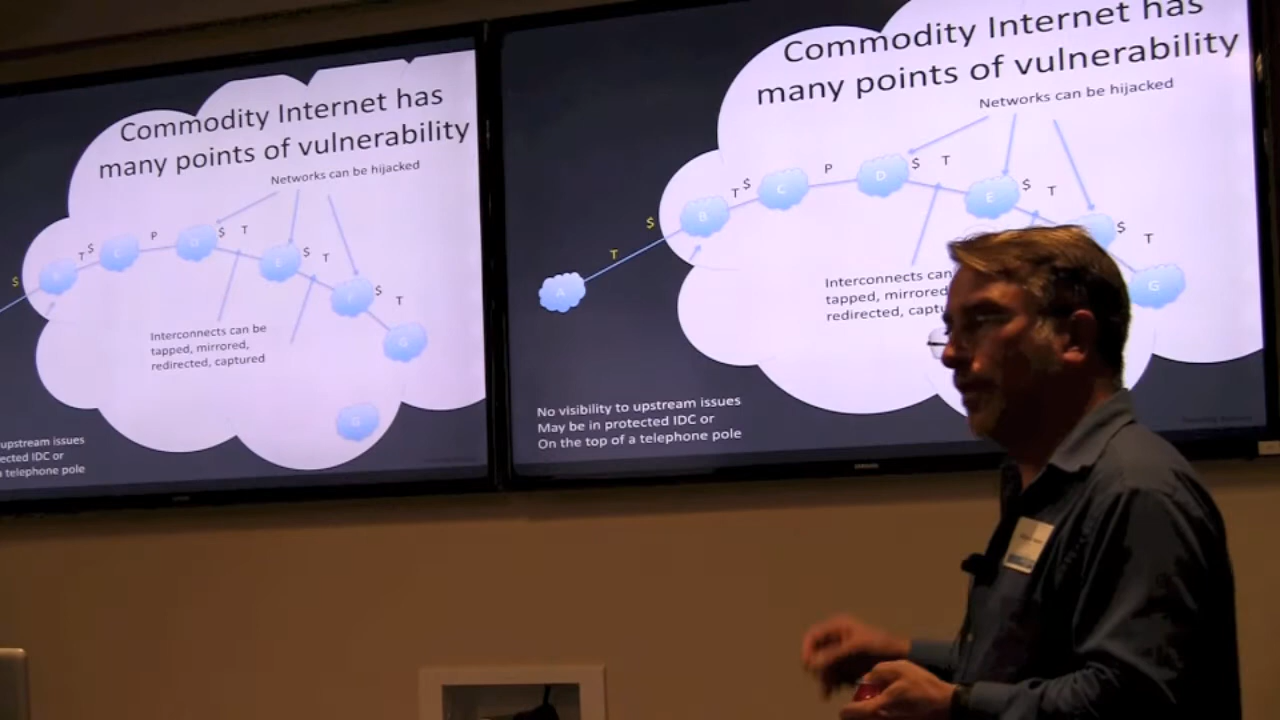 Commodity Internet has
many points of vulnerability
Networks can be hijacked
$
T
$
P
D
$
T
$
T
$
T
G
Interconnects can be
tapped, mirrored,
redirected, captured
G
upstream issues
ected IDC or
telephone pole
Commodity Internet has
many points of vulnerability
Networks can be hijacked
A
T
$
B
T
$
C
P
D
$
T
E
$
T
$
T
G
Interconnects can
tapped, mirrored
redirected, captu
No visibility to upstream issues
May be in protected IDC or
On the top of a telephone pole